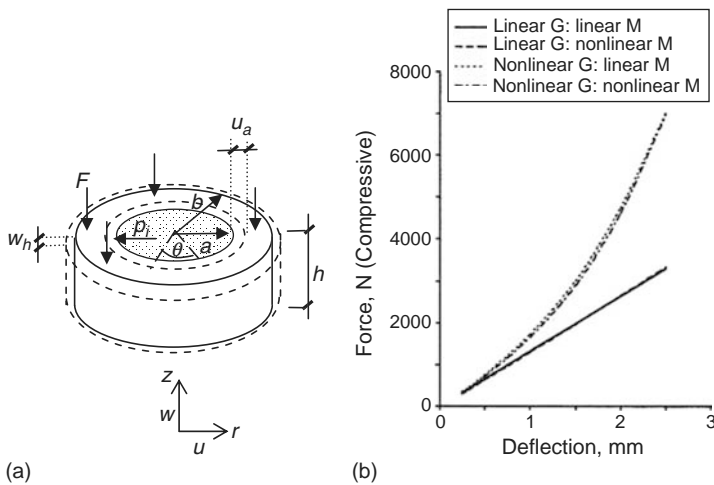 u_a
F
b
p_i
θ
a
w_h
h
z
w
u
r
(a)
Linear G: linear M
Linear G: nonlinear M
Nonlinear G: linear M
Nonlinear G: nonlinear M
8000
6000
4000
2000
0
0
1
2
3
Force, N (Compressive)
Deflection, mm
(b)